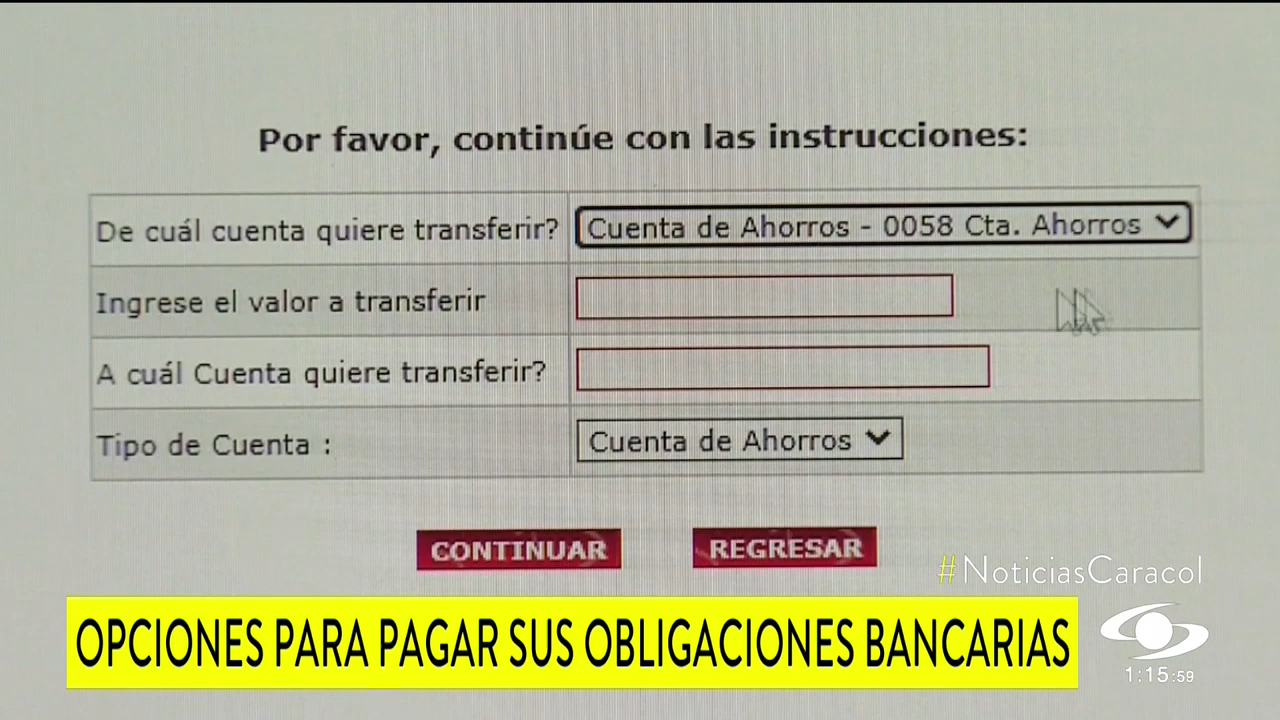 Por favor, continúe con las instrucciones:
De cuál cuenta quiere transferir? Cuenta de Ahorros - 0058 Cta. Ahorros
Ingrese el valor a transferir
A cuál Cuenta quiere transferir?
Tipo de Cuenta : Cuenta de Ahorros
CONTINUAR REGRESAR
#NoticiasCaracol
OPCIONES PARA PAGAR SUS OBLIGACIONES BANCARIAS
1:15:59